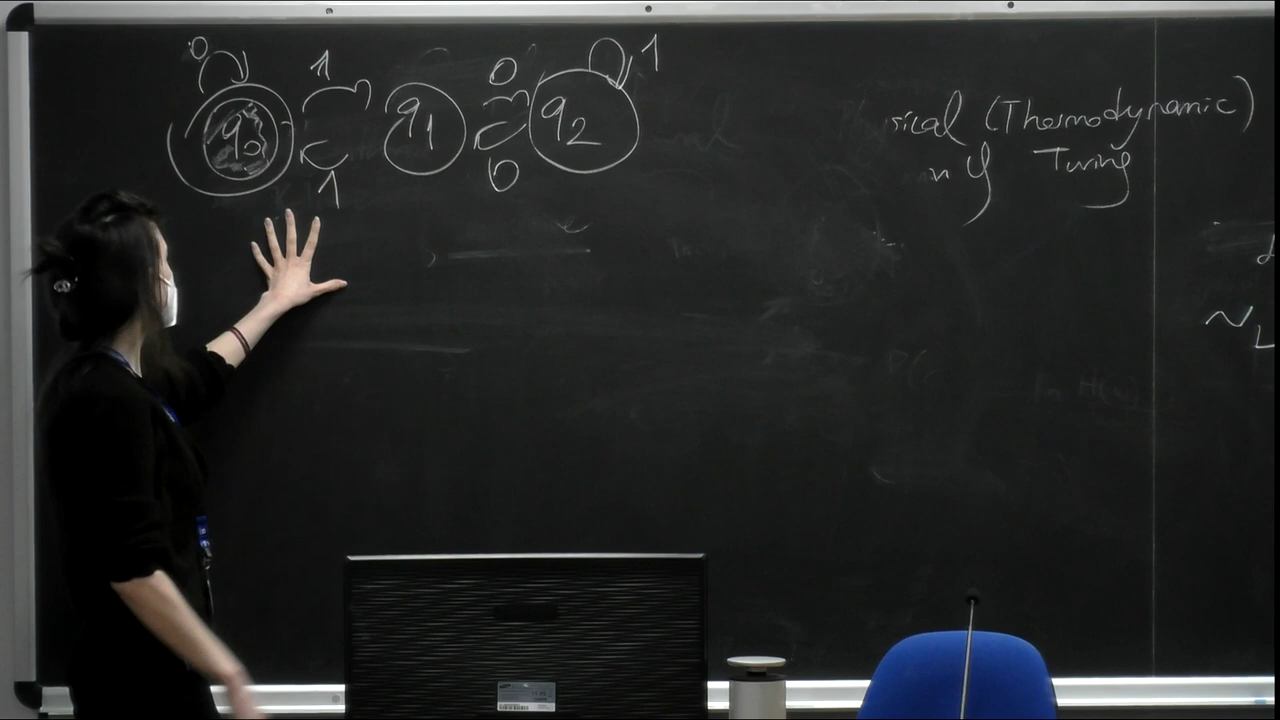 0 1 0 1
q0 q1 q2
1 0
sical (Thermodynamic)
Turing